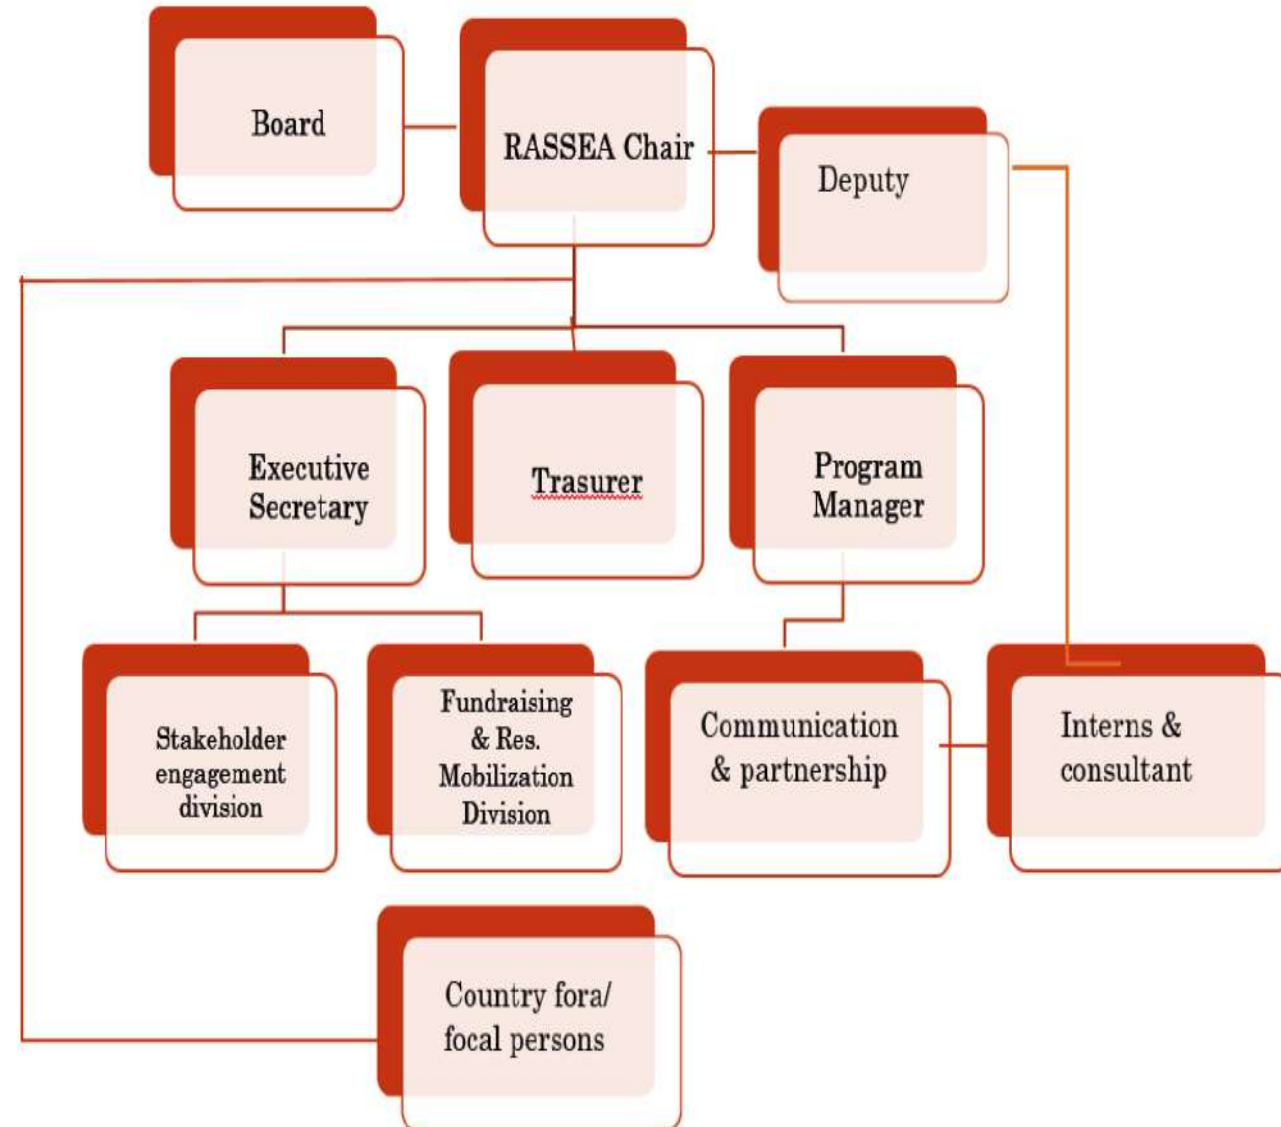 Board
RASSEA Chair
Deputy
Executive
Secretary
Trasurer
Program
Manager
Stakeholder
engagement
division
Fundraising
& Res.
Mobilization
Division
Communication
& partnership
Interns &
consultant
Country fora/
focal persons